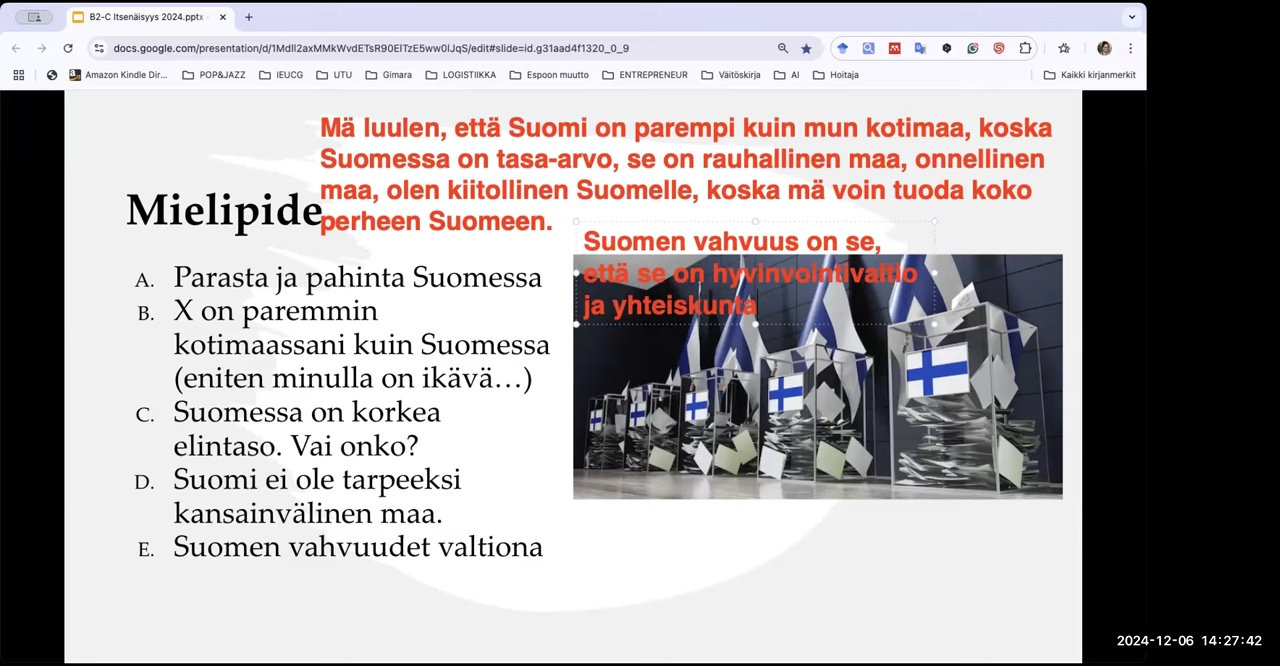 B2-C Itsenäisyys 2024.pptx
docs.google.com/presentation/d/1MdlI2axMMkWvdETsR90EITzE5ww0IJqS/edit#slide=id.g31aad4f1320_0_9
Amazon Kindle Dir... POP&JAZZ IEUCG UTU Gimara LOGISTIIKKA Espoon muutto ENTREPRENEUR Väitöskirja AI Hoitaja Kaikki kirjanmerkit
Mä luulen, että Suomi on parempi kuin mun kotimaa, koska
Suomessa on tasa-arvo, se on rauhallinen maa, onnellinen
maa, olen kiitollinen Suomelle, koska mä voin tuoda koko
perheen Suomeen.
Mielipide
Suomen vahvuus on se,
että se on hyvinvointivaltio
ja yhteiskunta
A. Parasta ja pahinta Suomessa
B. X on paremmin
kotimaassani kuin Suomessa
(eniten minulla on ikävä…)
C. Suomessa on korkea
elintaso. Vai onko?
D. Suomi ei ole tarpeeksi
kansainvälinen maa.
E. Suomen vahvuudet valtiona
2024-12-06 14:27:42